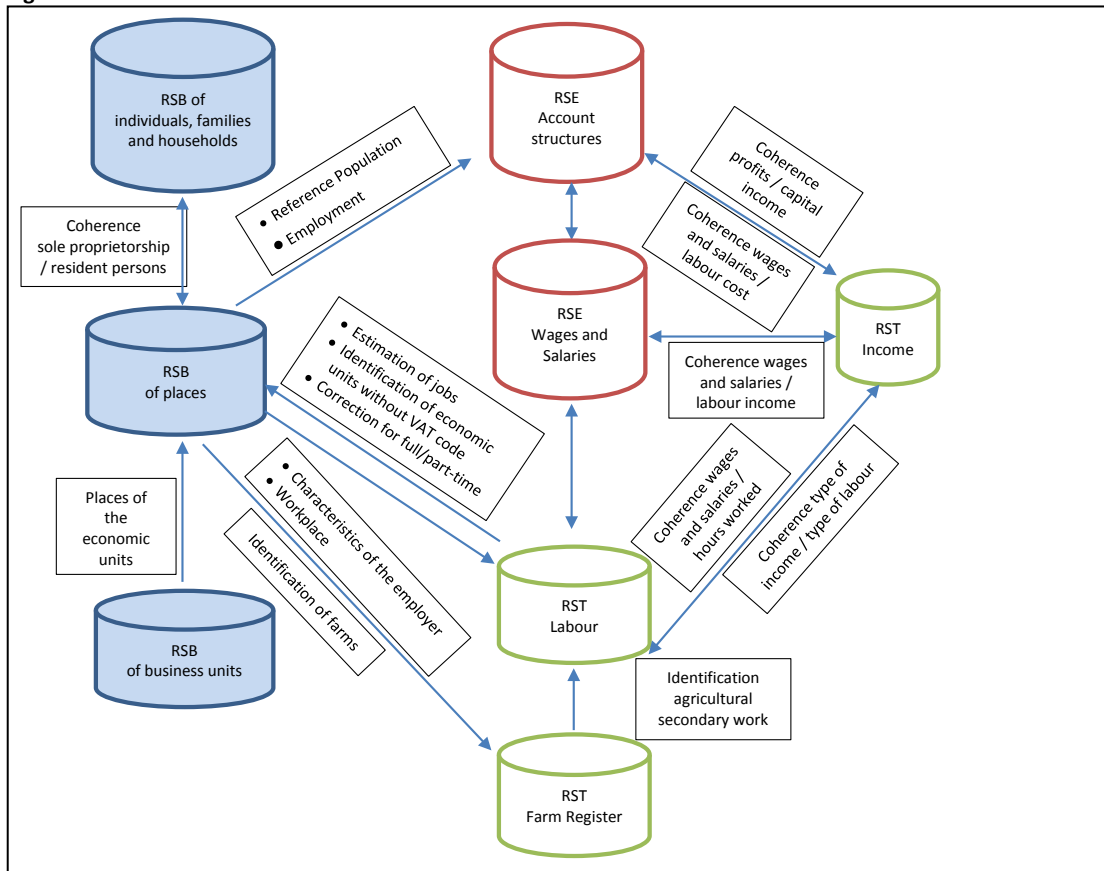 RSB of
individuals, families
and households
RSE
Account
structures
Coherence
profits / capital
income
• Reference Population
• Employment
Coherence
sole proprietorship
/ resident persons
Coherence wages
and salaries /
labour cost
RSB
of places
RSE
Wages and
Salaries
RST
Income
• Estimation of jobs
• Identification of economic
units without VAT code
• Correction for full/part-time
Coherence wages
and salaries /
labour income
Places of
the
economic
units
• Characteristics of the employer
• Workplace
Identification of farms
Coherence wages
and salaries /
hours worked
Coherence type of
income / type of labour
RSB
of business units
RST
Labour
Identification
agricultural
secondary work
RST
Farm Register